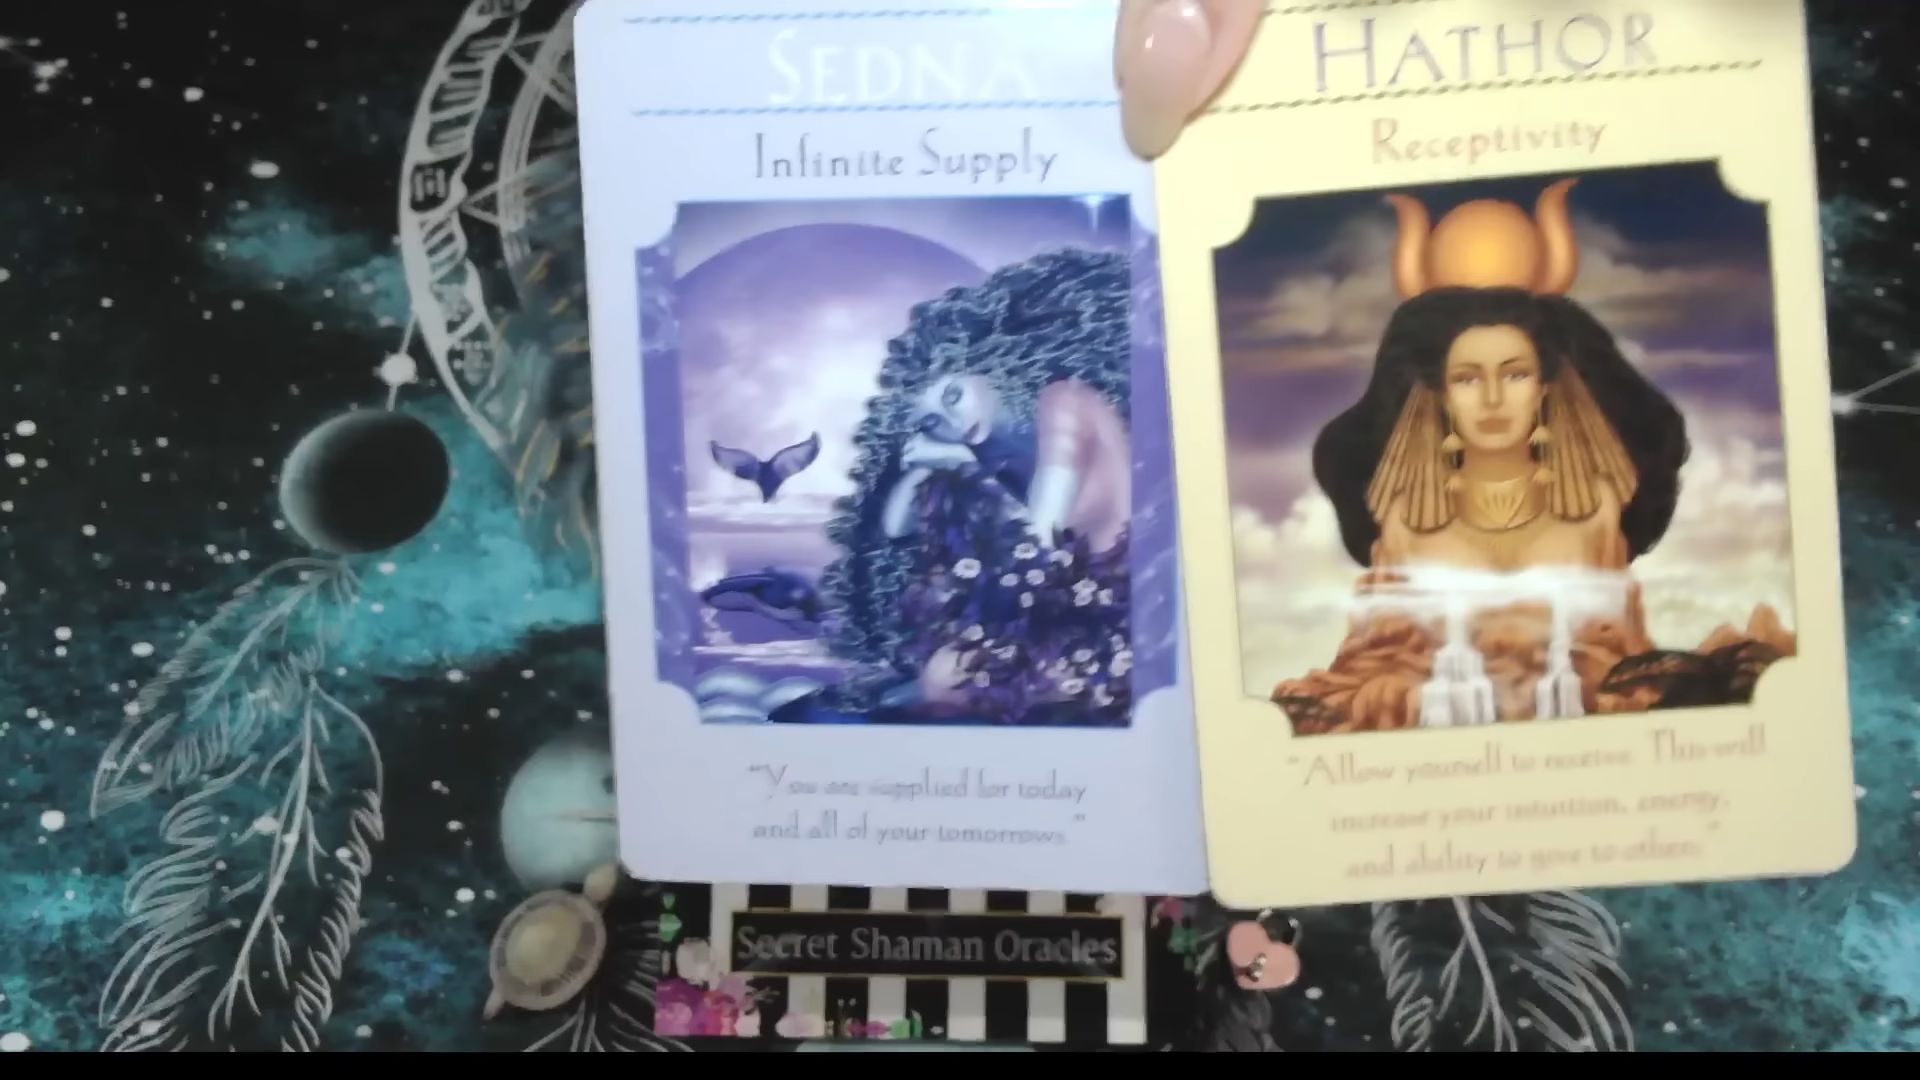 SEDNA
Infinite Supply
"You are supplied for today
and all of your tomorrows."
HATHOR
Receptivity
"Allow yourself to receive. This will
increase your intuition, energy,
and ability to give to others."
Secret Shaman Oracles